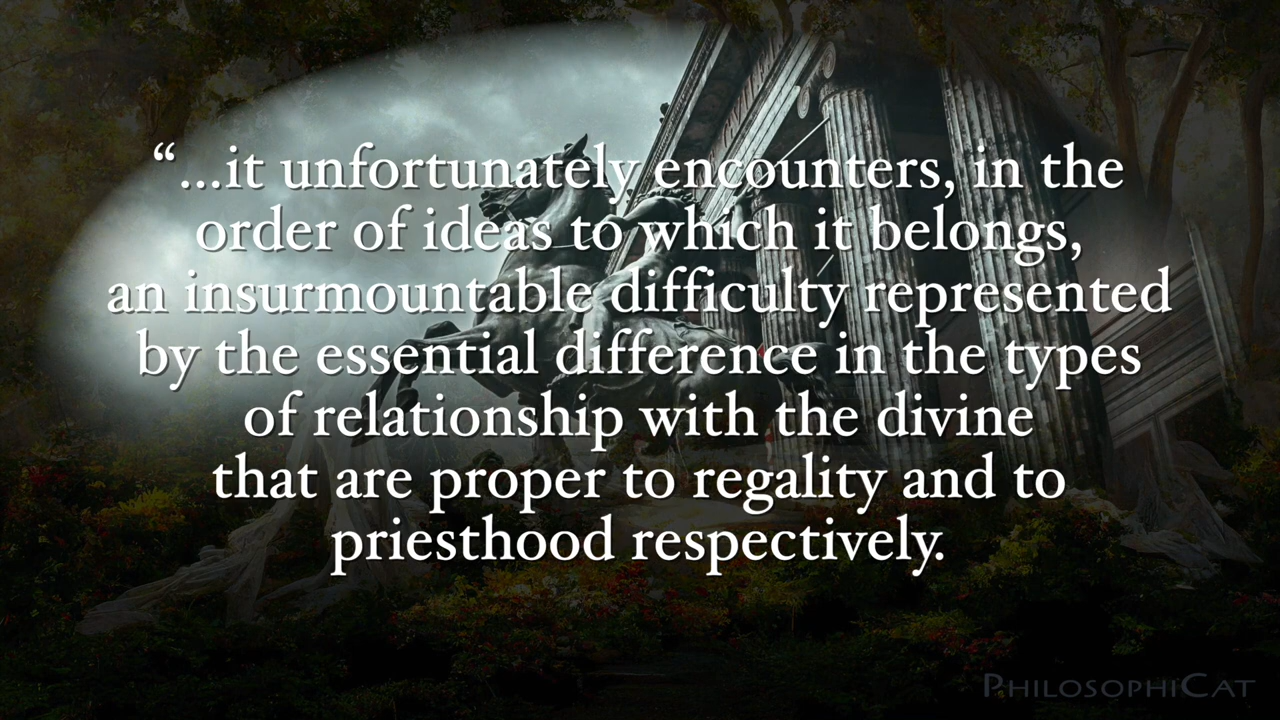 “...it unfortunately encounters, in the
order of ideas to which it belongs,
an insurmountable difficulty represented
by the essential difference in the types
of relationship with the divine
that are proper to regality and to
priesthood respectively.
PhilosophiCat